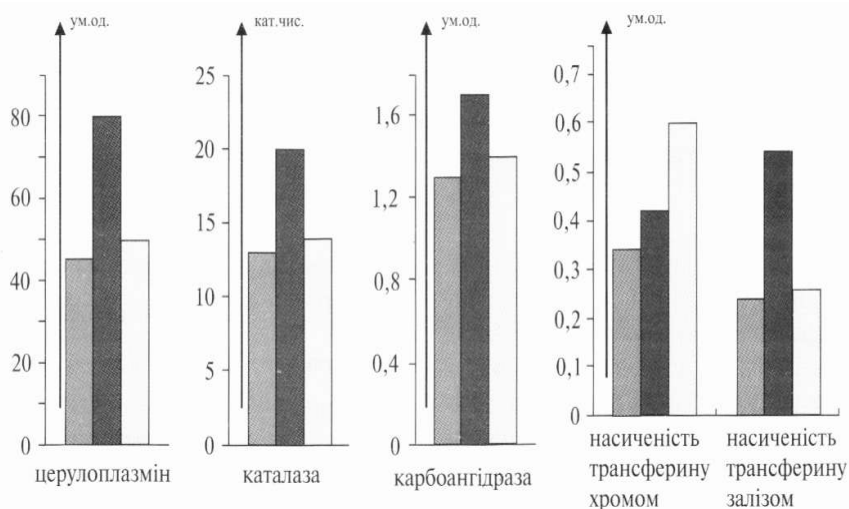 ум.од.
80
60
40
20
0
церулоплазмін
кат.чис.
25
20
15
10
5
0
каталаза
ум.од.
1,6
1,2
0,8
0,4
0
карбоангідраза
ум.од.
0,7
0,6
0,5
0,4
0,3
0,2
0,1
0
насиченість
трансферину
хромом
насиченість
трансферину
залізом